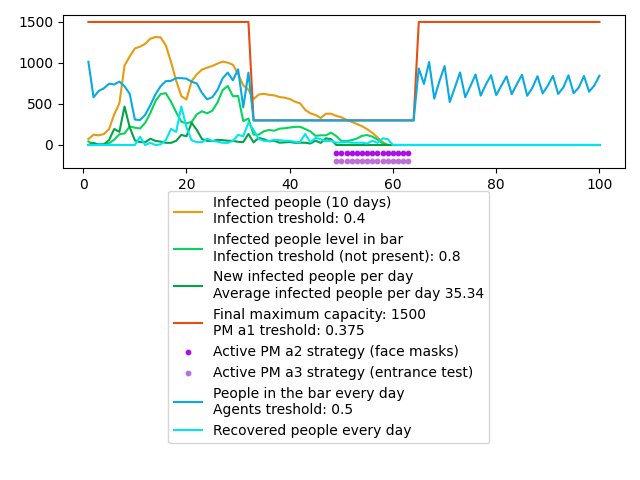 1500
1000
500
0
0
20
40
60
80
100
Infected people (10 days)
Infection treshold: 0.4
Infected people level in bar
Infection treshold (not present): 0.8
New infected people per day
Average infected people per day 35.34
Final maximum capacity: 1500
PM a1 treshold: 0.375
Active PM a2 strategy (face masks)
Active PM a3 strategy (entrance test)
People in the bar every day
Agents treshold: 0.5
Recovered people every day